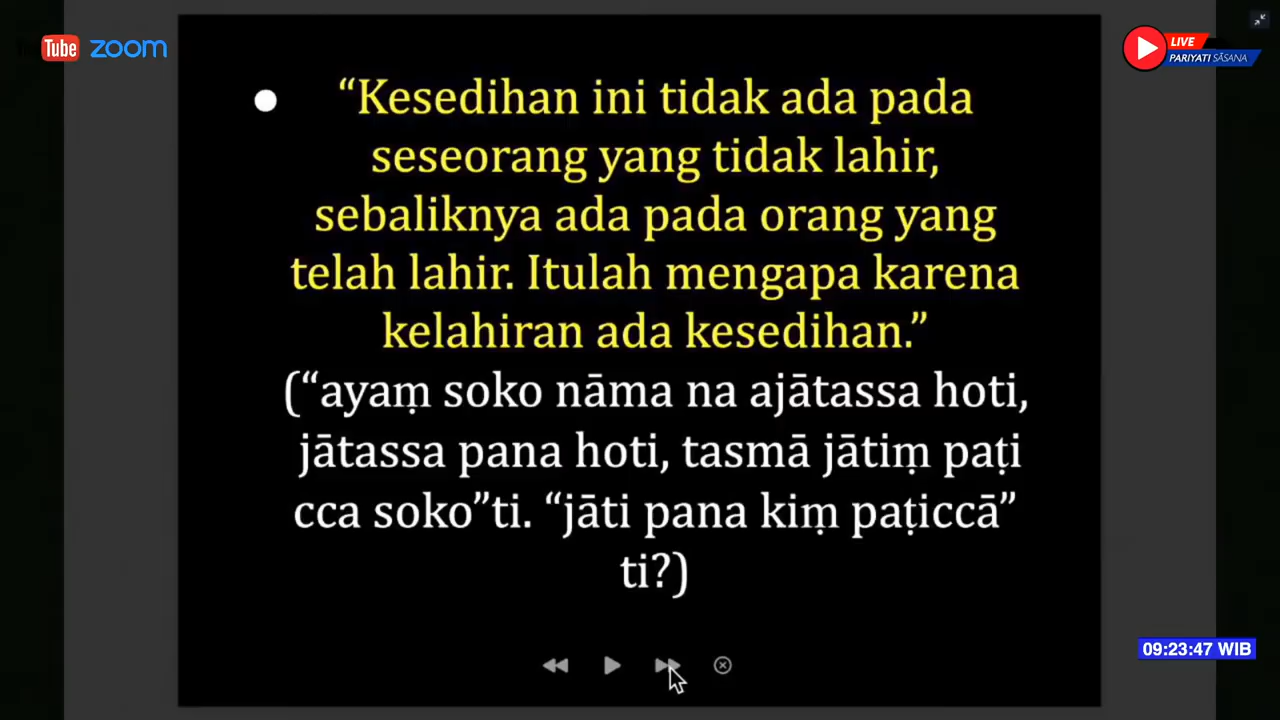 Tube zoom
LIVE
PARIYATI SĀSANA
“Kesedihan ini tidak ada pada
seseorang yang tidak lahir,
sebaliknya ada pada orang yang
telah lahir. Itulah mengapa karena
kelahiran ada kesedihan.”
(“ayaṃ soko nāma na ajātassa hoti,
jātassa pana hoti, tasmā jātiṃ paṭi
cca soko”ti. “jāti pana kiṃ paṭiccā”
ti?)
09:23:47 WIB